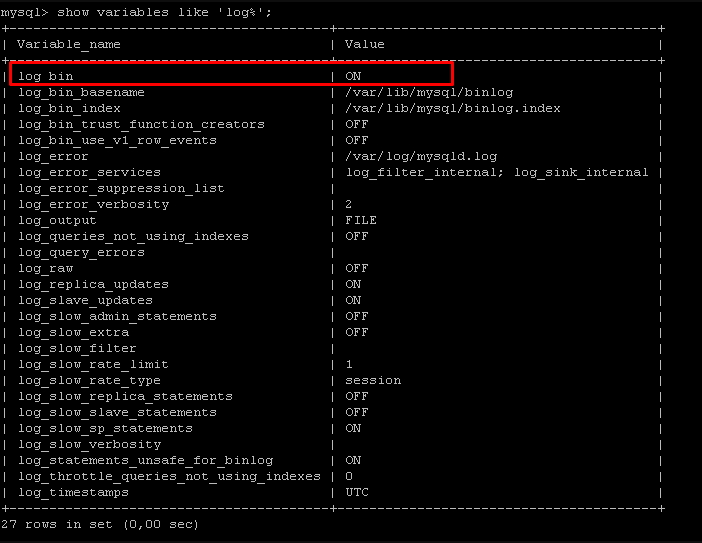 mysql> show variables like 'log%';
+----------------------------------------+----------------------------------------+
| Variable_name | Value |
+----------------------------------------+----------------------------------------+
| log_bin | ON |
| log_bin_basename | /var/lib/mysql/binlog |
| log_bin_index | /var/lib/mysql/binlog.index |
| log_bin_trust_function_creators | OFF |
| log_bin_use_v1_row_events | OFF |
| log_error | /var/log/mysqld.log |
| log_error_services | log_filter_internal; log_sink_internal |
| log_error_suppression_list | |
| log_error_verbosity | 2 |
| log_output | FILE |
| log_queries_not_using_indexes | OFF |
| log_query_errors | |
| log_raw | OFF |
| log_replica_updates | ON |
| log_slave_updates | ON |
| log_slow_admin_statements | OFF |
| log_slow_extra | OFF |
| log_slow_filter | |
| log_slow_rate_limit | 1 |
| log_slow_rate_type | session |
| log_slow_replica_statements | OFF |
| log_slow_slave_statements | OFF |
| log_slow_sp_statements | ON |
| log_slow_verbosity | |
| log_statements_unsafe_for_binlog | ON |
| log_throttle_queries_not_using_indexes | 0 |
| log_timestamps | UTC |
+----------------------------------------+----------------------------------------+
27 rows in set (0,00 sec)